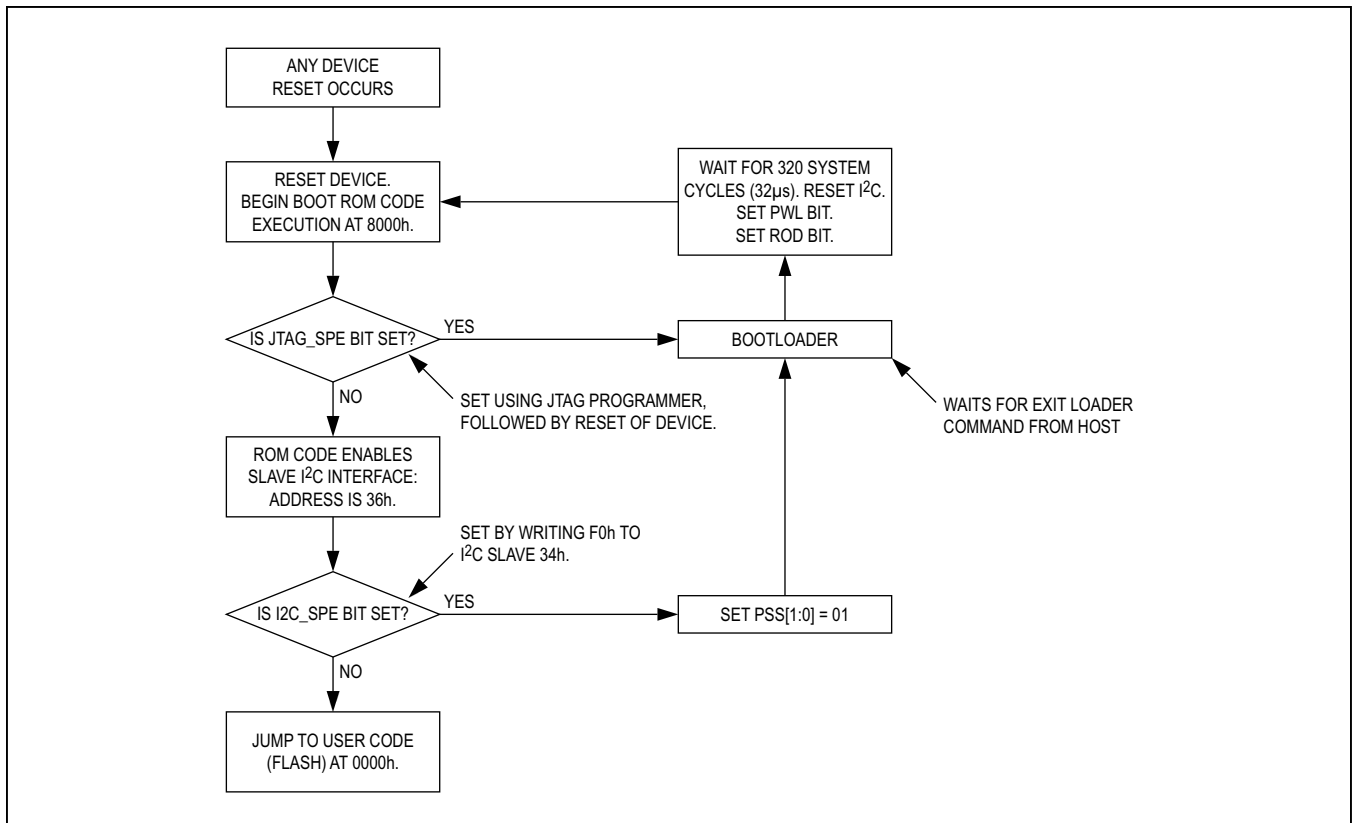 ANY DEVICE
RESET OCCURS
RESET DEVICE.
BEGIN BOOT ROM CODE
EXECUTION AT 8000h.
WAIT FOR 320 SYSTEM
CYCLES (32µs). RESET I²C.
SET PWL BIT.
SET ROD BIT.
IS JTAG_SPE BIT SET?
YES
BOOTLOADER
NO
SET USING JTAG PROGRAMMER,
FOLLOWED BY RESET OF DEVICE.
WAITS FOR EXIT LOADER
COMMAND FROM HOST
ROM CODE ENABLES
SLAVE I²C INTERFACE:
ADDRESS IS 36h.
SET BY WRITING F0h TO
I²C SLAVE 34h.
IS I2C_SPE BIT SET?
YES
SET PSS[1:0] = 01
NO
JUMP TO USER CODE
(FLASH) AT 0000h.